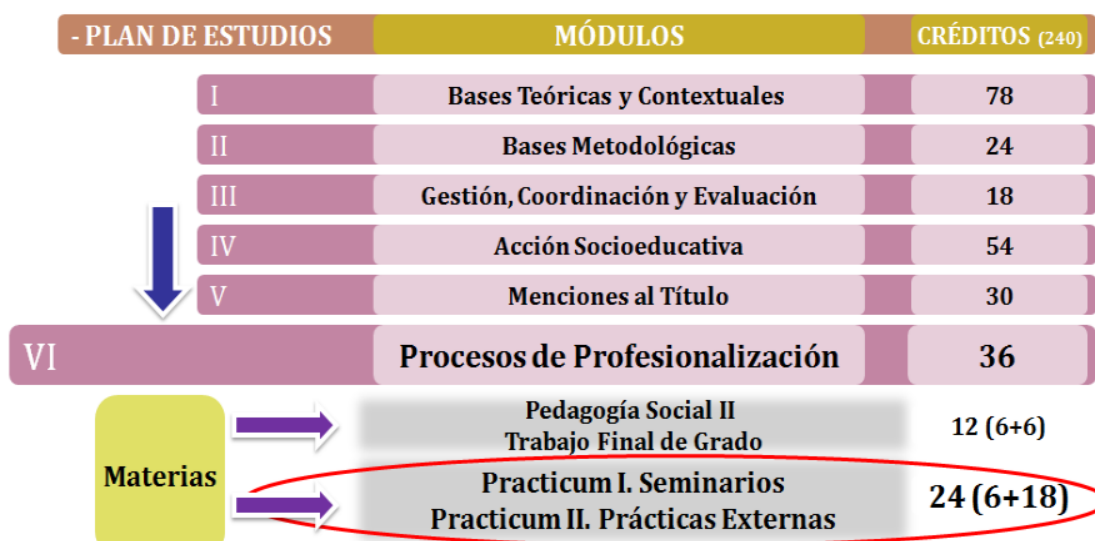 - PLAN DE ESTUDIOS MÓDULOS CRÉDITOS (240)
I Bases Teóricas y Contextuales 78
II Bases Metodológicas 24
III Gestión, Coordinación y Evaluación 18
IV Acción Socioeducativa 54
V Menciones al Título 30
VI Procesos de Profesionalización 36
Materias
Pedagogía Social II
Trabajo Final de Grado
12 (6+6)
Practicum I. Seminarios
Practicum II. Prácticas Externas
24 (6+18)